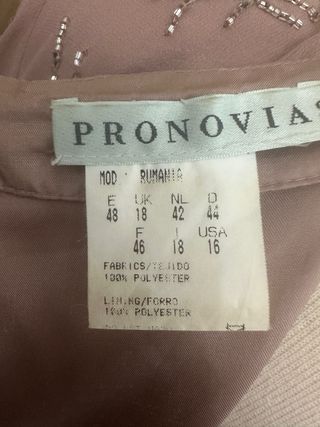 PRONOVIAS
MOD : RUMANIA
E UK NL D
48 18 42 44
F I USA
46 18 16
FABRICS/TEJIDO
100% POLYESTER
LINING/FORRO
100% POLYESTER